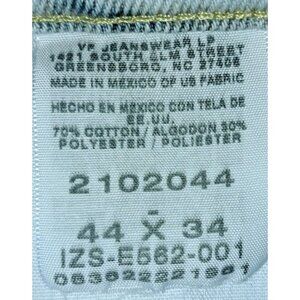 VF JEANSWEAR LP
1421 SOUTH ELM STREET
GREENSBORO, NC 27406
MADE IN MEXICO OF US FABRIC
HECHO EN MEXICO CON TELA DE
EE.UU.
70% COTTON / ALGODON 30%
POLYESTER / POLIESTER
2102044
-
44 X 34
IZS-E562-001